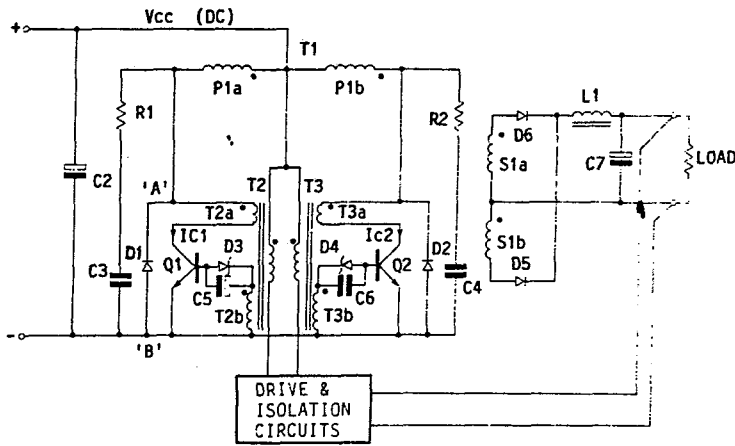 + Vcc (DC)
T1
P1a P1b
R1 R2 L1
D6
S1a C7 LOAD
C2 'A' T2 T3
T2a T3a S1b
IC1 Ic2
D1 D3 D4 D2 D5
C3 Q1 Q2 C4
C5 C6
T2b T3b
- 'B'
DRIVE &
ISOLATION
CIRCUITS